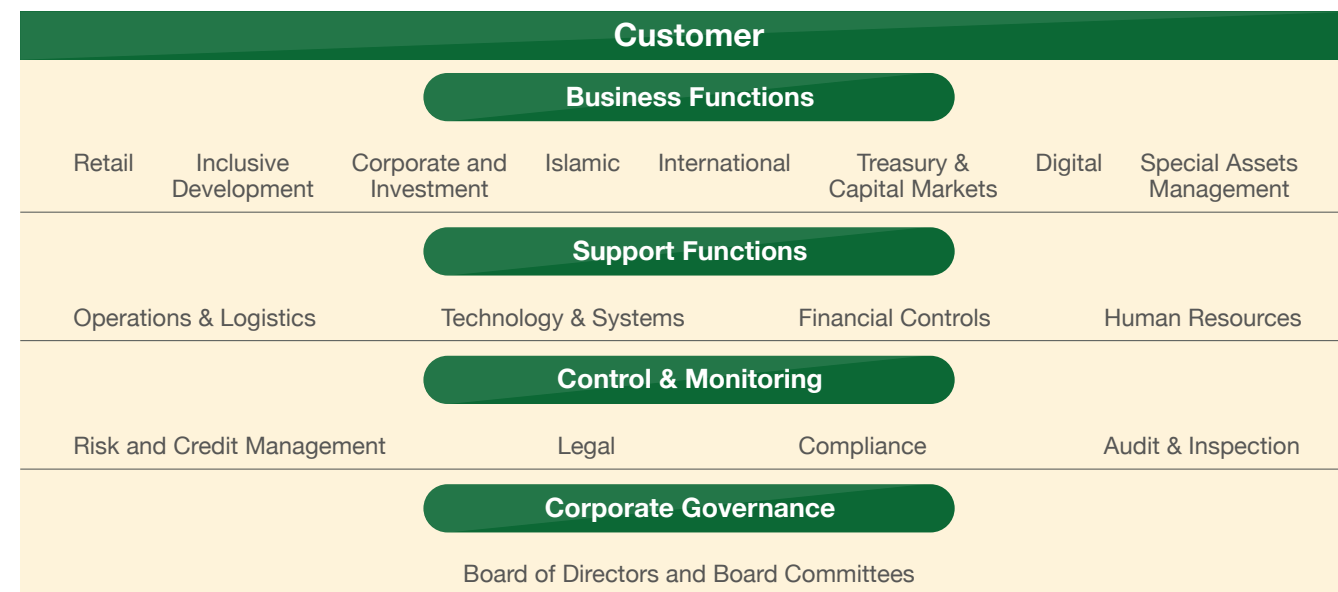 Customer
Business Functions
Retail
Inclusive
Development
Corporate and
Investment
Islamic
International
Treasury &
Capital Markets
Digital
Special Assets
Management
Support Functions
Operations & Logistics
Technology & Systems
Financial Controls
Human Resources
Control & Monitoring
Risk and Credit Management
Legal
Compliance
Audit & Inspection
Corporate Governance
Board of Directors and Board Committees